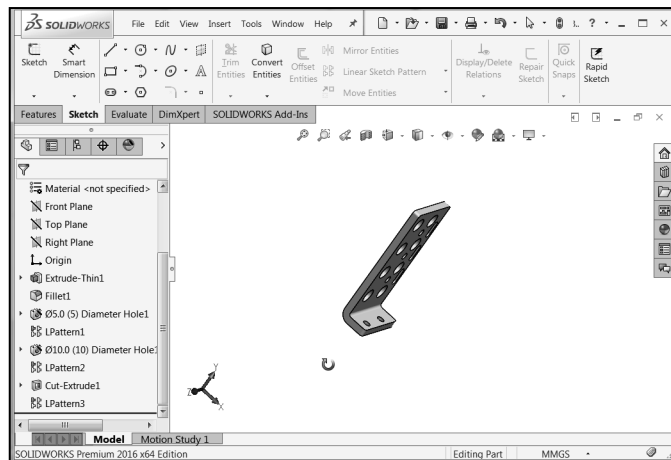 SOLIDWORKS File Edit View Insert Tools Window Help ?
Sketch Smart Dimension
Trim Entities Convert Entities Offset Entities
Mirror Entities
Linear Sketch Pattern
Move Entities
Display/Delete Relations Repair Sketch Quick Snaps Rapid Sketch
Features Sketch Evaluate DimXpert SOLIDWORKS Add-Ins
Material <not specified>
Front Plane
Top Plane
Right Plane
Origin
Extrude-Thin1
Fillet1
Ø5.0 (5) Diameter Hole1
LPattern1
Ø10.0 (10) Diameter Hole1
LPattern2
Cut-Extrude1
LPattern3
Y
Z
X
Model Motion Study 1
SOLIDWORKS Premium 2016 x64 Edition Editing Part MMGS